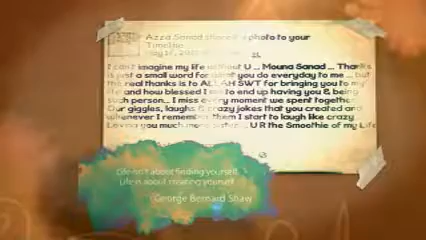 Azza Sanad shared a photo to your
Timeline
I can't imagine my life without U ... Mouna Sanad ... Thanks
is just a small word for what you do everyday to me ... but
the real thanks is to ALLAH SWT for bringing you to my
life and how blessed I am to end up having you & being
such person... I miss every moment we spent together
Our giggles, laughs & crazy jokes that you created and
whenever I remember them I start to laugh like crazy
Loving you much more sister... U R the Smoothie of my Life
Life isn't about finding yourself.
Life is about creating yourself.
George Bernard Shaw